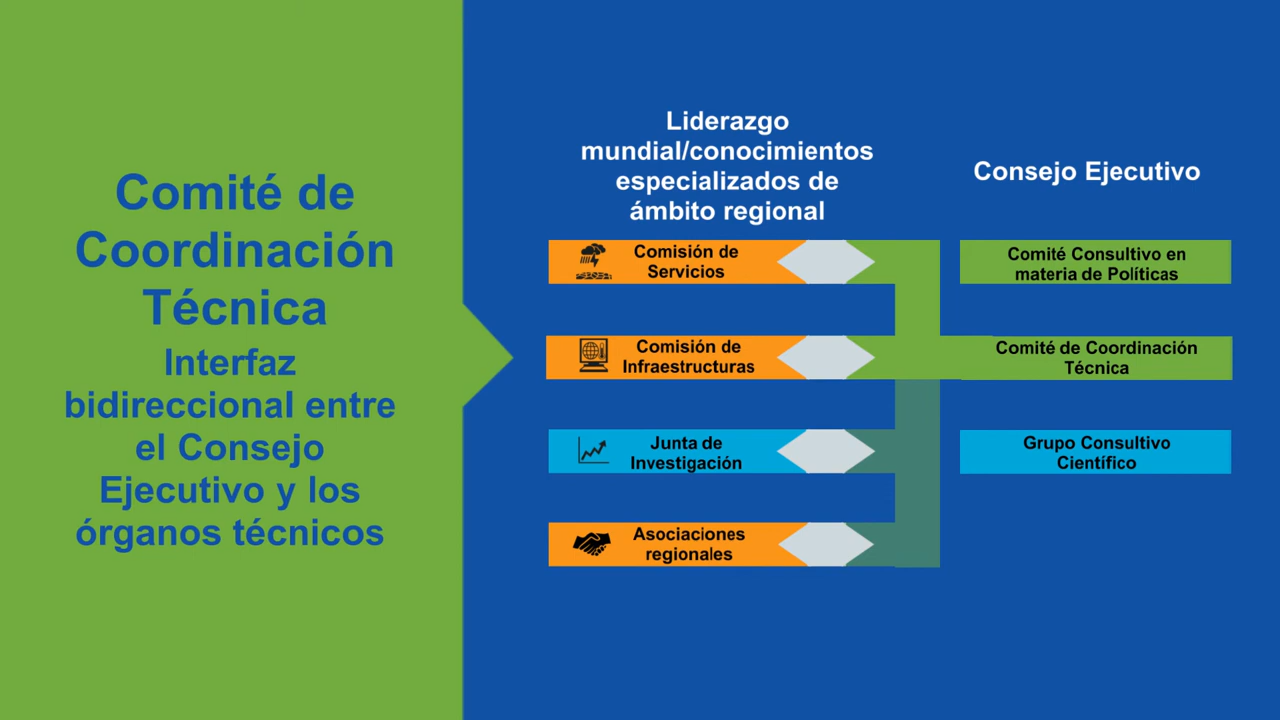 Comité de
Coordinación
Técnica
Interfaz
bidireccional entre
el Consejo
Ejecutivo y los
órganos técnicos
Liderazgo
mundial/conocimientos
especializados de
ámbito regional
Consejo Ejecutivo
Comisión de
Servicios
Comité Consultivo en
materia de Políticas
Comisión de
Infraestructuras
Comité de Coordinación
Técnica
Junta de
Investigación
Grupo Consultivo
Científico
Asociaciones
regionales